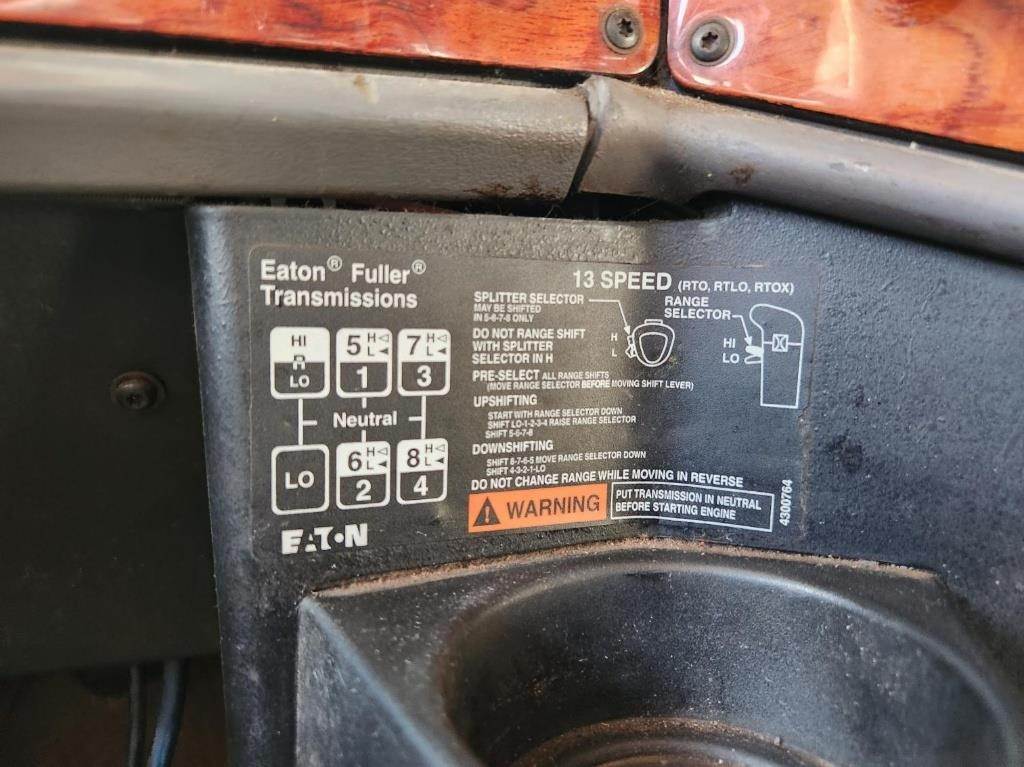 Eaton® Fuller®
Transmissions
HI
R
LO
5 H
L
1
7 H
L
3
Neutral
LO
6 H
L
2
8 H
L
4
EATON
13 SPEED (RTO, RTLO, RTOX)
SPLITTER SELECTOR
MAY BE SHIFTED
IN 5-6-7-8 ONLY
H
L
RANGE
SELECTOR
HI
LO
DO NOT RANGE SHIFT
WITH SPLITTER
SELECTOR IN H
PRE-SELECT ALL RANGE SHIFTS
(MOVE RANGE SELECTOR BEFORE MOVING SHIFT LEVER)
UPSHIFTING
START WITH RANGE SELECTOR DOWN
SHIFT LO-1-2-3-4 RAISE RANGE SELECTOR
SHIFT 5-6-7-8
DOWNSHIFTING
SHIFT 8-7-6-5 MOVE RANGE SELECTOR DOWN
SHIFT 4-3-2-1-LO
DO NOT CHANGE RANGE WHILE MOVING IN REVERSE
WARNING
PUT TRANSMISSION IN NEUTRAL
BEFORE STARTING ENGINE
4300764